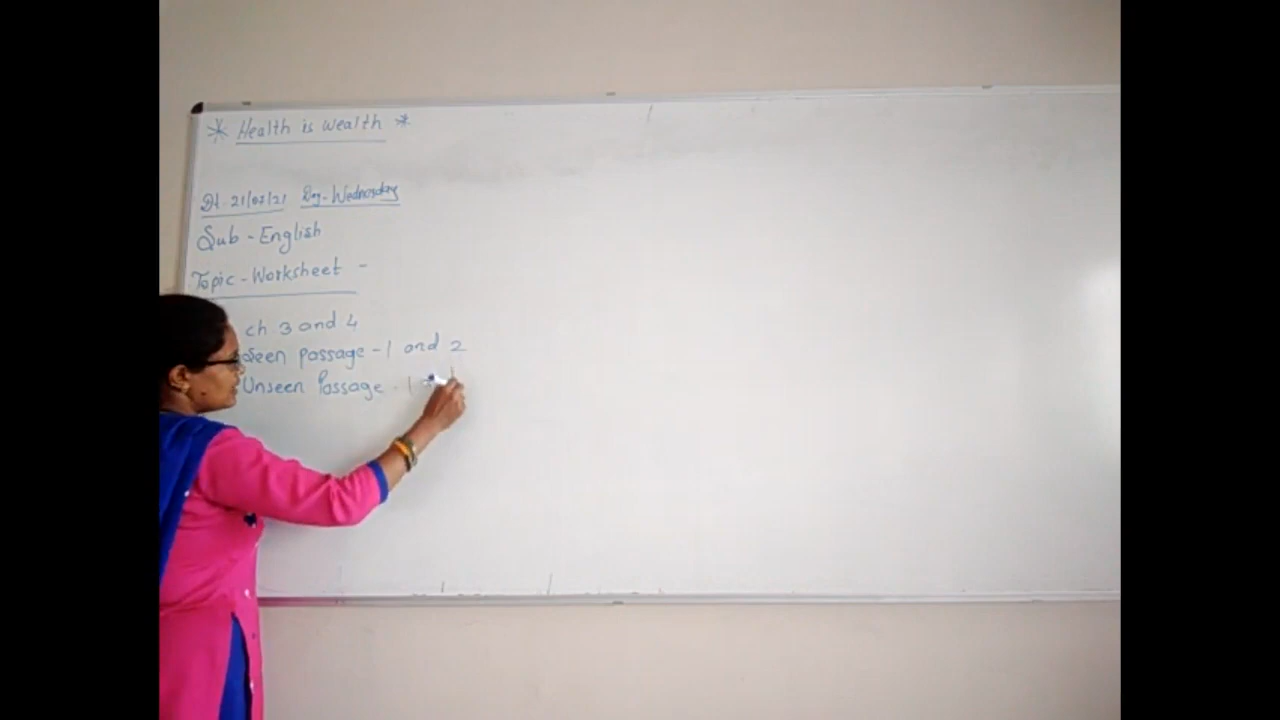 * Health is Wealth *
Dt. 21/07/21 Day-Wednesday
Sub - English
Topic - Worksheet -
ch 3 and 4
Seen passage - 1 and 2
Unseen Passage - 1